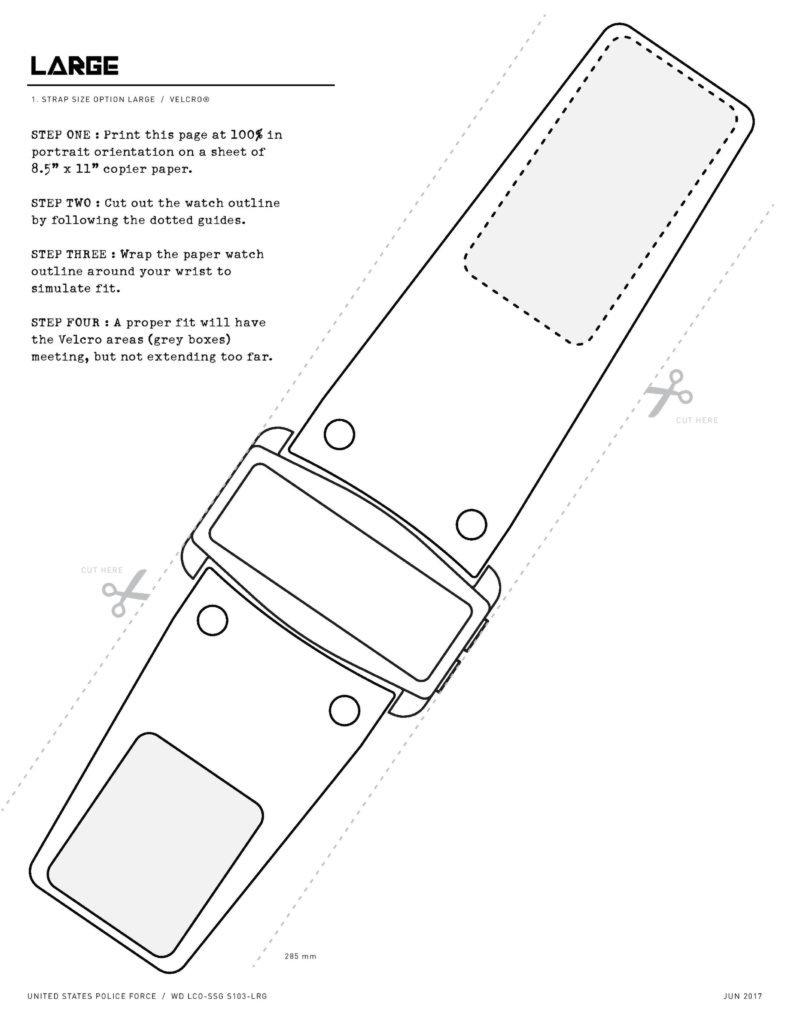 LARGE
1. STRAP SIZE OPTION LARGE / VELCRO®
STEP ONE : Print this page at 100% in
portrait orientation on a sheet of
8.5” x 11” copier paper.
STEP TWO : Cut out the watch outline
by following the dotted guides.
STEP THREE : Wrap the paper watch
outline around your wrist to
simulate fit.
STEP FOUR : A proper fit will have
the Velcro areas (grey boxes)
meeting, but not extending too far.
CUT HERE
CUT HERE
285 mm
UNITED STATES POLICE FORCE / WD LCO-SSG S103-LRG
JUN 2017